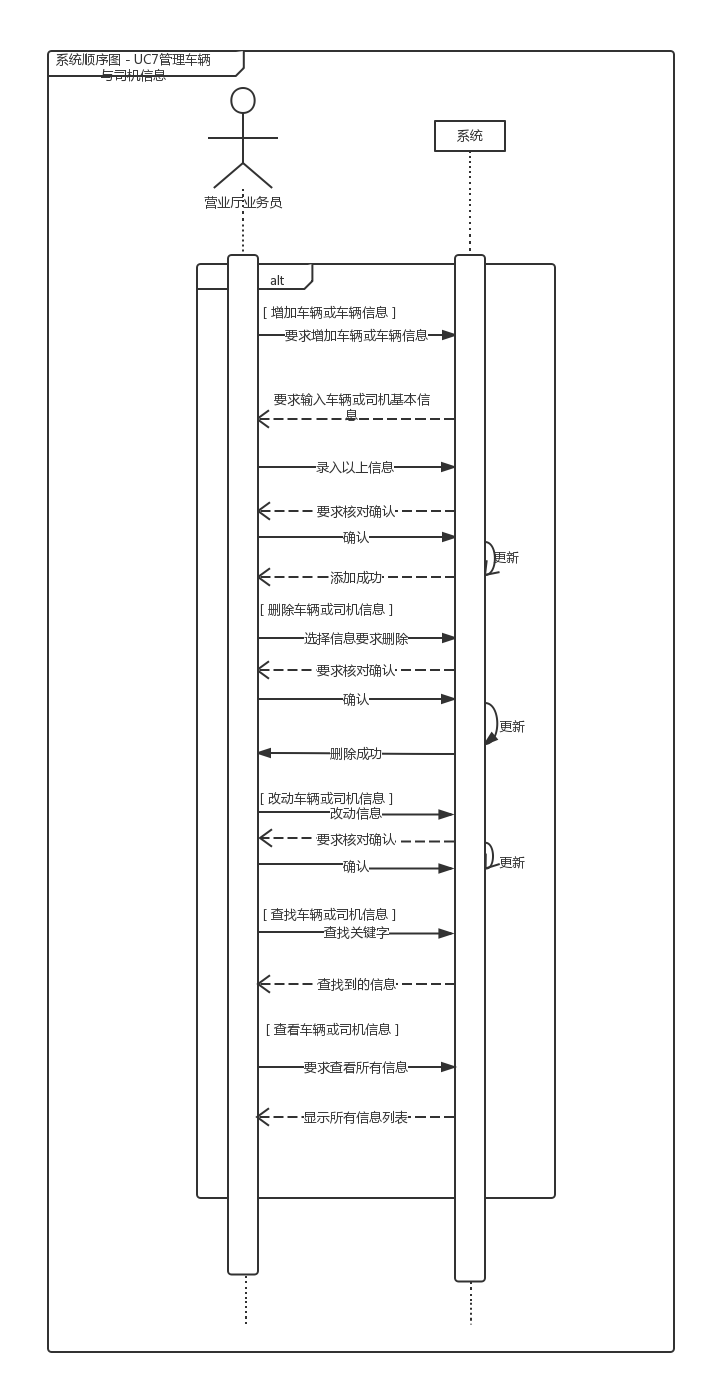 系统顺序图 - UC7管理车辆
与司机信息
系统
营业厅业务员
alt
[ 增加车辆或车辆信息 ]
要求增加车辆或车辆信息
要求输入车辆或司机基本信
息
录入以上信息
要求核对确认
确认
更新
添加成功
[ 删除车辆或司机信息 ]
选择信息要求删除
要求核对确认
确认
更新
删除成功
[ 改动车辆或司机信息 ]
改动信息
要求核对确认
更新
确认
[ 查找车辆或司机信息 ]
查找关键字
查找到的信息
[ 查看车辆或司机信息 ]
要求查看所有信息
显示所有信息列表